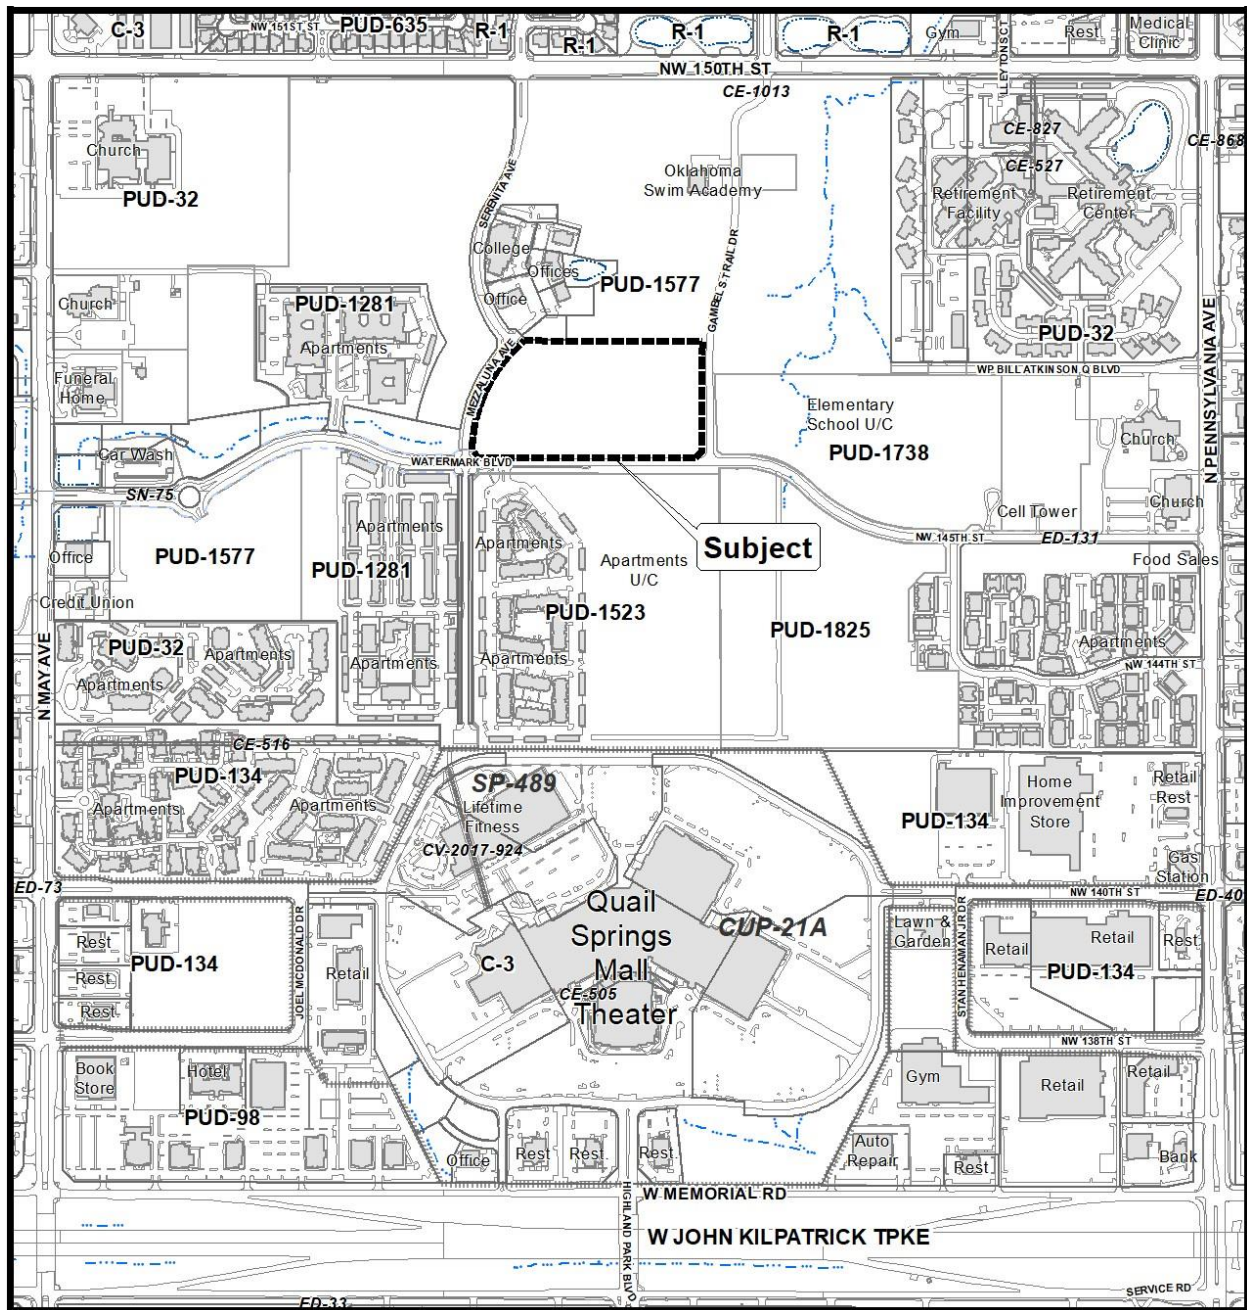 C-3
NW 151ST ST
PUD-635
R-1
R-1
R-1
R-1
Gym
LLEYTONS CT
Rest
Medical
Clinic
NW 150TH ST
CE-1013
Church
PUD-32
SERENITA AVE
Oklahoma
Swim Academy
CE-827
CE-527
CE-868
Retirement
Facility
Retirement
Center
College
Offices
Office
PUD-1577
GAMBELS TRAIL DR
Church
PUD-1281
Apartments
PUD-32
N PENNSYLVANIA AVE
MEZZALUNA AVE
WP BILL ATKINSON Q BLVD
Funeral
Home
Elementary
School U/C
PUD-1738
Church
Car Wash
WATERMARK BLVD
SN-75
Church
Cell Tower
Apartments
Apartments
Subject
NW 145TH ST
ED-131
Office
PUD-1577
PUD-1281
Apartments
U/C
Food Sales
Credit Union
PUD-1523
PUD-1825
N MAY AVE
PUD-32
Apartments
Apartments
Apartments
Apartments
Apartments
NW 144TH ST
CE-516
PUD-134
Apartments
Apartments
SP-489
Lifetime
Fitness
CV-2017-924
Home
Improvement
Store
Retail
Rest
PUD-134
Gas
Station
ED-73
NW 140TH ST
ED-40
Quail
Springs
Mall
Theater
CUP-21A
C-3
CE-505
JOEL MCDONALD DR
Rest
Rest
Rest
PUD-134
Retail
Lawn &
Garden
STAN HENAMAN JR DR
Retail
Retail
Rest
PUD-134
NW 138TH ST
Book
Store
Hotel
PUD-98
Gym
Retail
Retail
Office
Rest
Rest
Rest
Auto
Repair
Rest
Bank
W MEMORIAL RD
HIGHLAND PARK BLVD
W JOHN KILPATRICK TPKE
SERVICE RD
ED-33